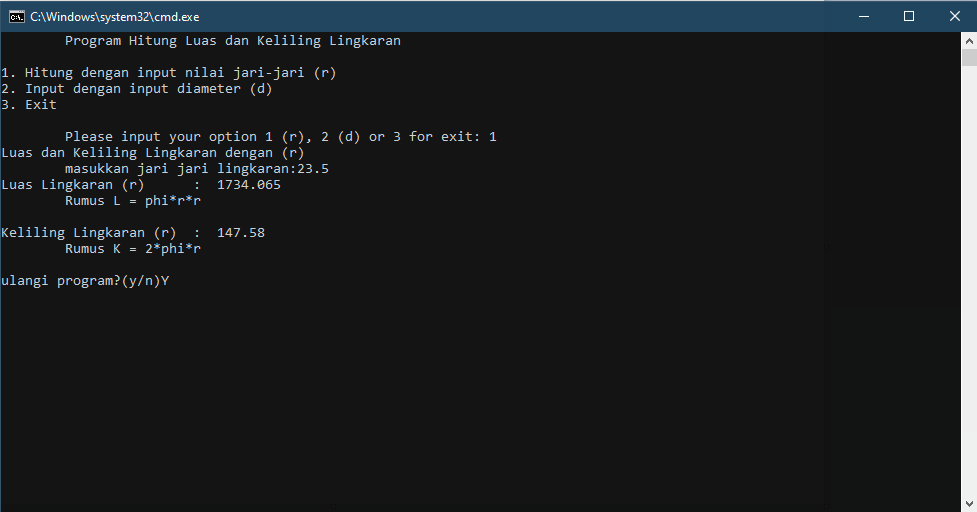 C:\Windows\system32\cmd.exe
Program Hitung Luas dan Keliling Lingkaran
1. Hitung dengan input nilai jari-jari (r)
2. Input dengan input diameter (d)
3. Exit
Please input your option 1 (r), 2 (d) or 3 for exit: 1
Luas dan Keliling Lingkaran dengan (r)
masukkan jari jari lingkaran:23.5
Luas Lingkaran (r) : 1734.065
Rumus L = phi*r*r
Keliling Lingkaran (r) : 147.58
Rumus K = 2*phi*r
ulangi program?(y/n)Y